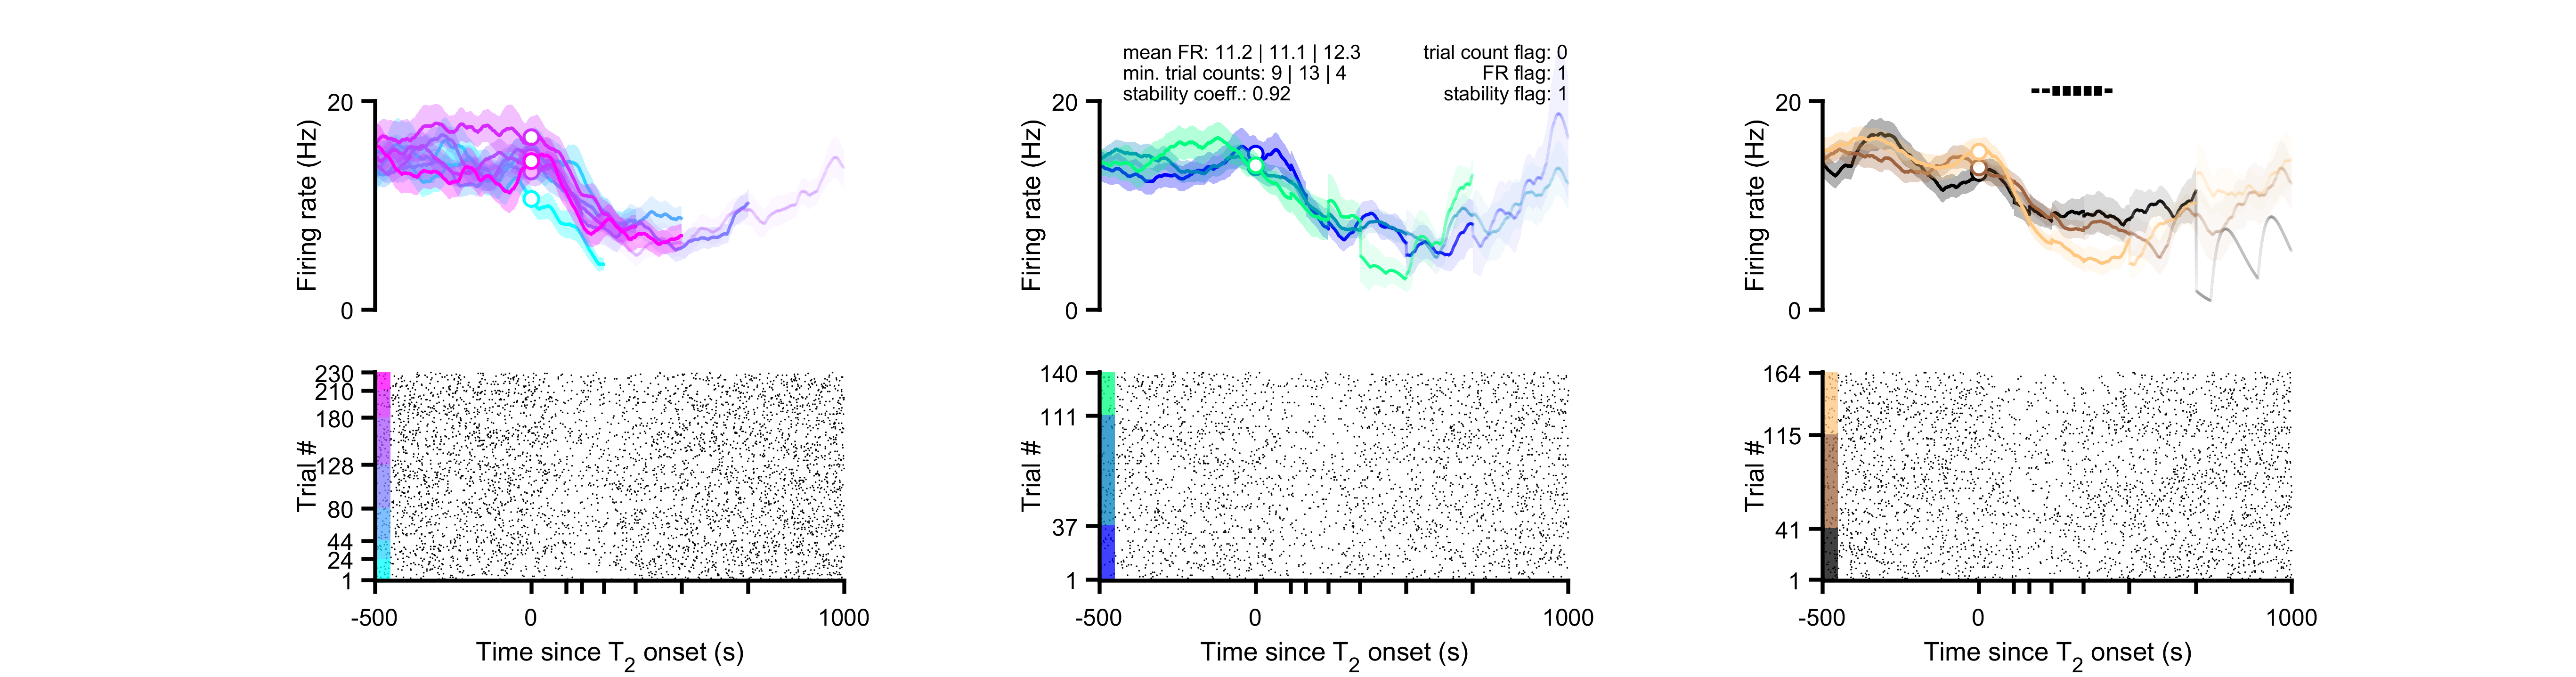 mean FR: 11.2 | 11.1 | 12.3
min. trial counts: 9 | 13 | 4
stability coeff.: 0.92
trial count flag: 0
FR flag: 1
stability flag: 1
20
0
Firing rate (Hz)
20
0
Firing rate (Hz)
20
0
Firing rate (Hz)
230
210
180
128
80
44
24
1
Trial #
-500
0
1000
Time since T2 onset (s)
140
111
37
1
Trial #
-500
0
1000
Time since T2 onset (s)
164
115
41
1
Trial #
-500
0
1000
Time since T2 onset (s)